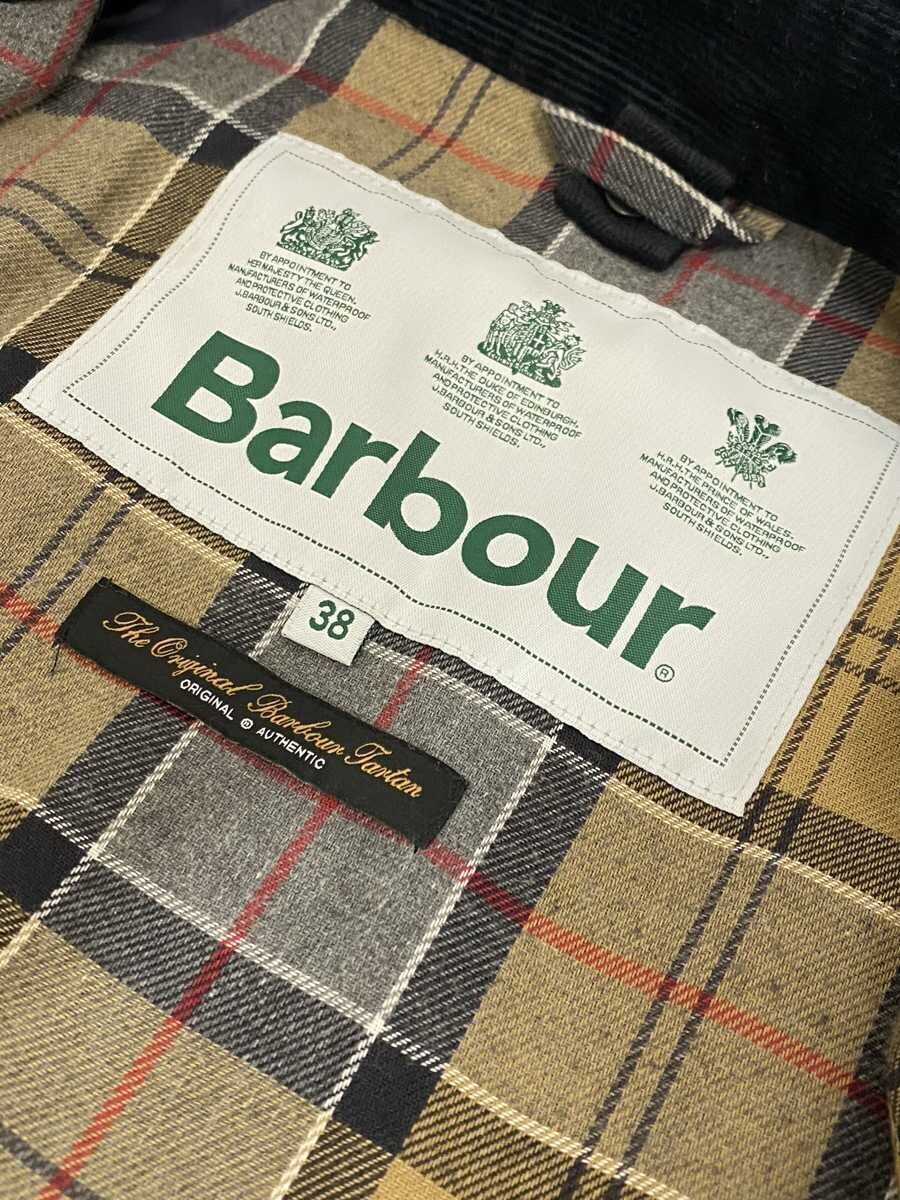 BY APPOINTMENT TO
HER MAJESTY THE QUEEN.
MANUFACTURERS OF WATERPROOF
AND PROTECTIVE CLOTHING
J.BARBOUR & SONS LTD.,
SOUTH SHIELDS.
BY APPOINTMENT TO
H.R.H. THE DUKE OF EDINBURGH.
MANUFACTURERS OF WATERPROOF
AND PROTECTIVE CLOTHING
J.BARBOUR & SONS LTD.,
SOUTH SHIELDS.
BY APPOINTMENT TO
H.R.H. THE PRINCE OF WALES.
MANUFACTURERS OF WATERPROOF
AND PROTECTIVE CLOTHING
J.BARBOUR & SONS LTD.,
SOUTH SHIELDS.
Barbour®
38
The Original Barbour Tartan
ORIGINAL ® AUTHENTIC